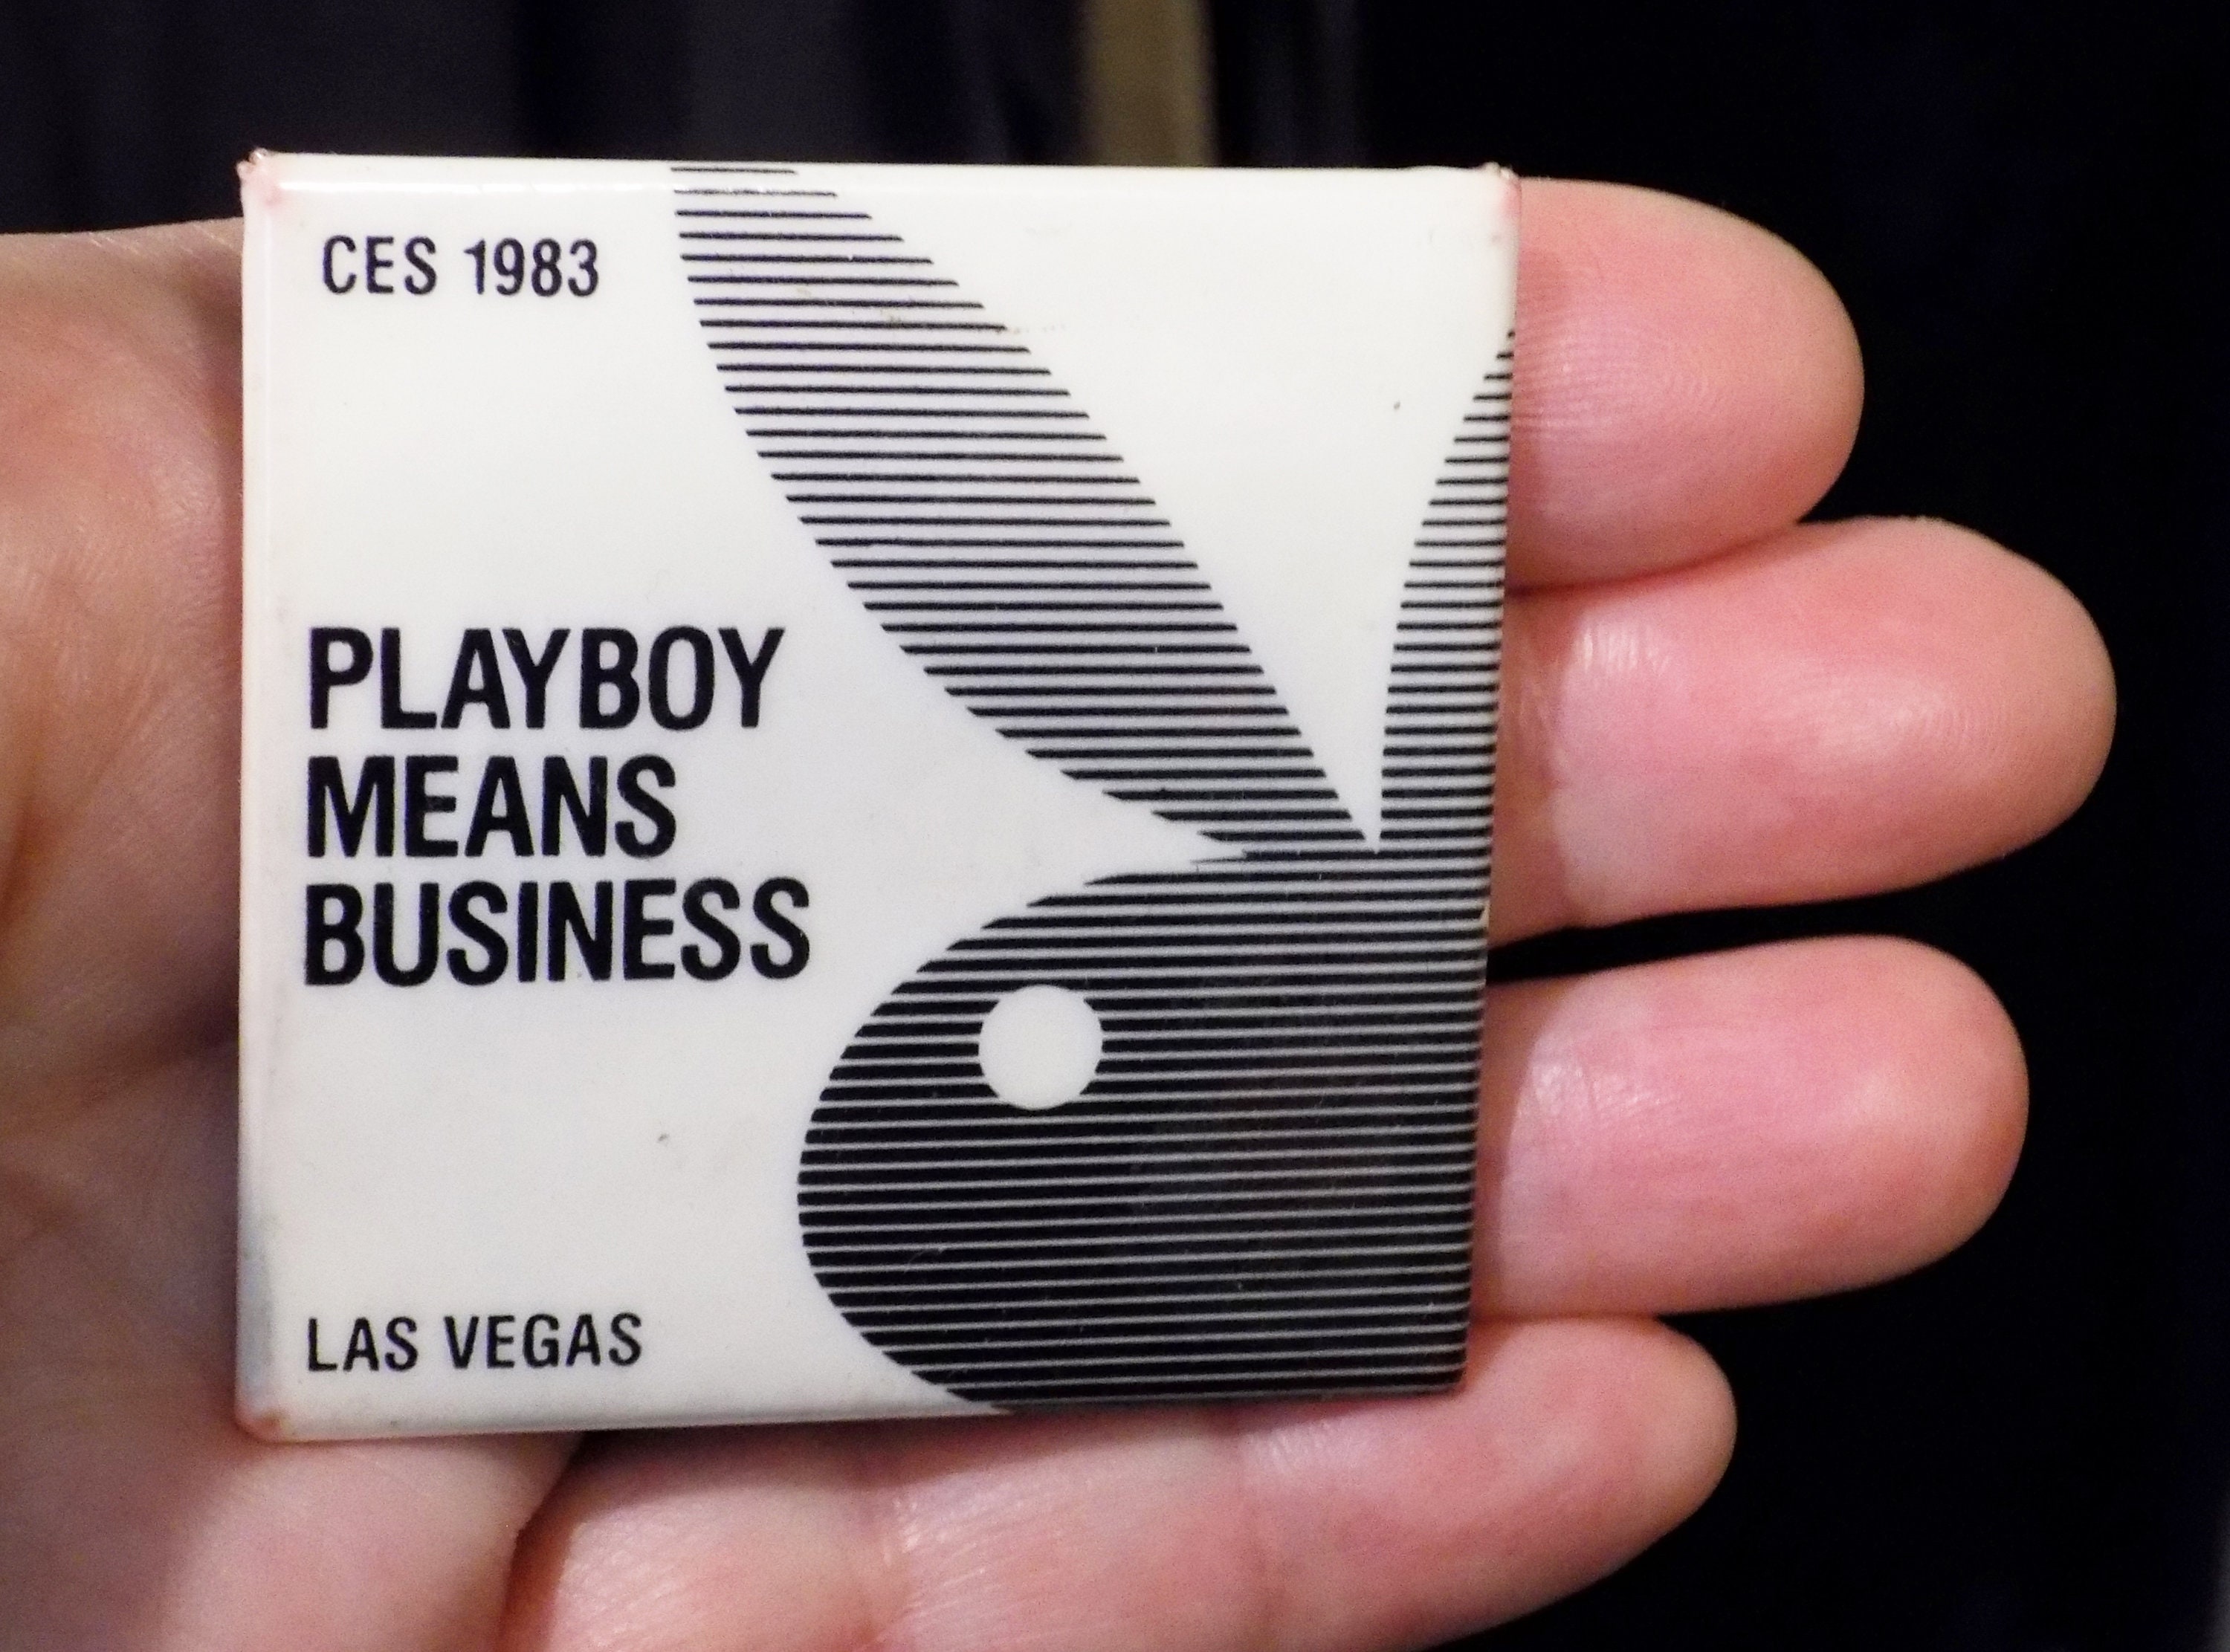 CES 1983
PLAYBOY
MEANS
BUSINESS
LAS VEGAS